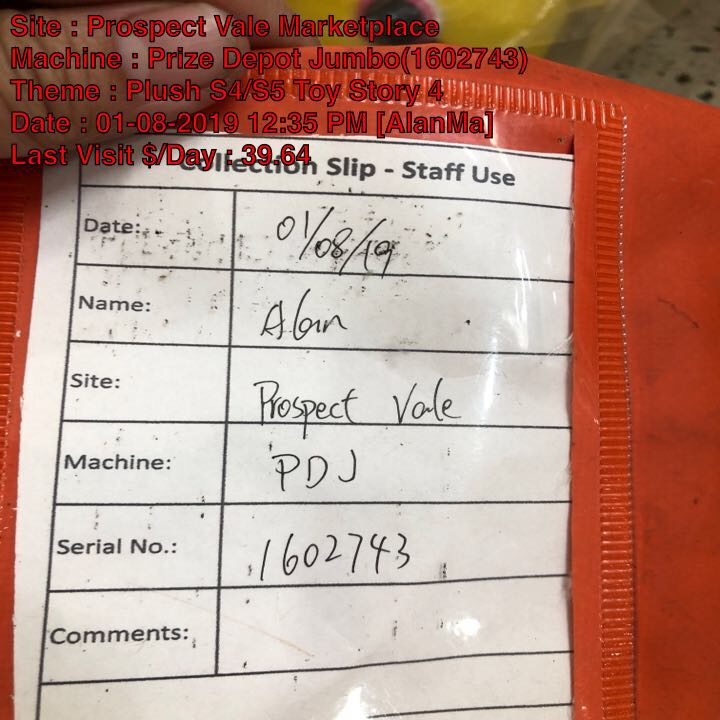 Site : Prospect Vale Marketplace
Machine : Prize Depot Jumbo(1602743)
Theme : Plush S4/S5 Toy Story 4
Date : 01-08-2019 12:35 PM [AlanMa]
Last Visit $/Day : 39.64
Collection Slip - Staff Use
Date: 01/08/19
Name: Alan
Site: Prospect Vale
Machine: PDJ
Serial No.: 1602743
Comments: